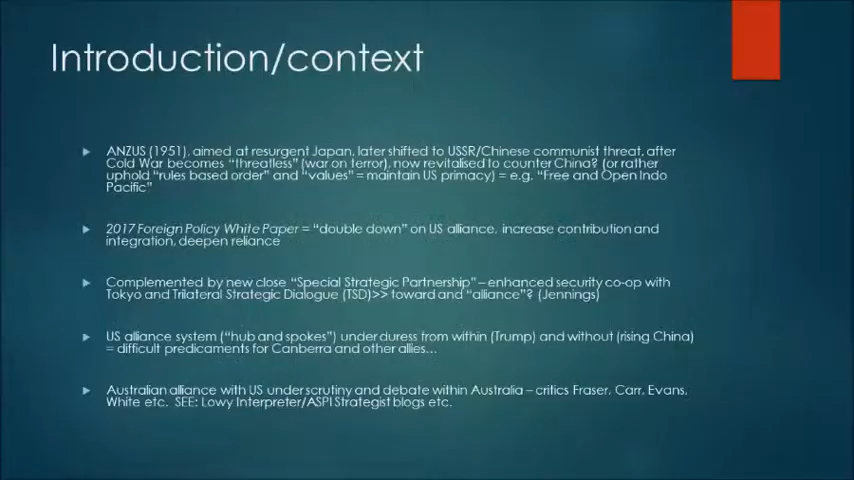 Introduction/context
ANZUS (1951), aimed at resurgent Japan, later shifted to USSR/Chinese communist threat, after
Cold War becomes “threatless” (war on terror), now revitalised to counter China? (or rather
uphold “rules based order” and “values” = maintain US primacy) = e.g. “Free and Open Indo
Pacific”
2017 Foreign Policy White Paper = “double down” on US alliance, increase contribution and
integration, deepen reliance
Complemented by new close “Special Strategic Partnership” – enhanced security co-op with
Tokyo and Trilateral Strategic Dialogue (TSD)>> toward and “alliance”? (Jennings)
US alliance system (“hub and spokes”) under duress from within (Trump) and without (rising China)
= difficult predicaments for Canberra and other allies…
Australian alliance with US under scrutiny and debate within Australia – critics Fraser, Carr, Evans,
White etc. SEE: Lowy Interpreter/ASPI Strategist blogs etc.